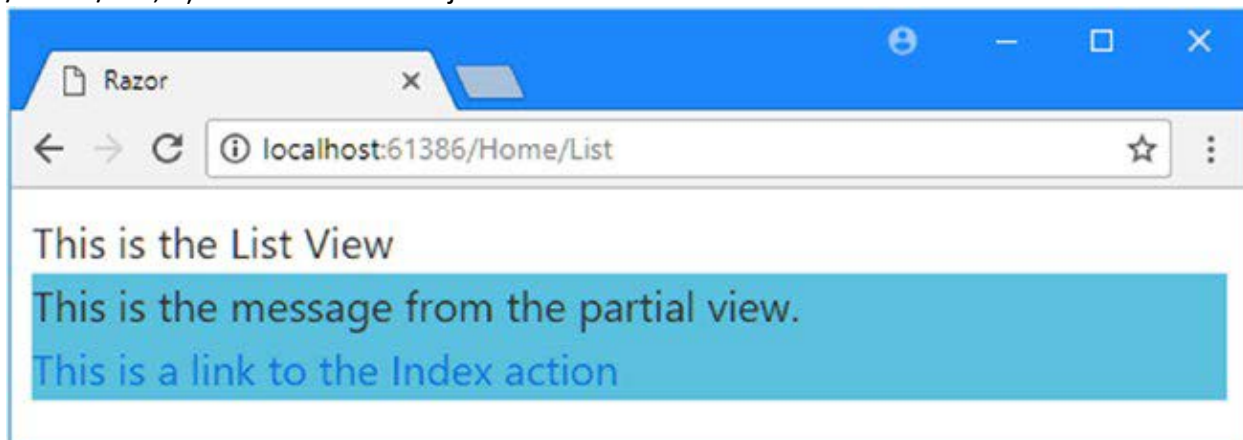 Razor
localhost:61386/Home/List
This is the List View
This is the message from the partial view.
This is a link to the Index action